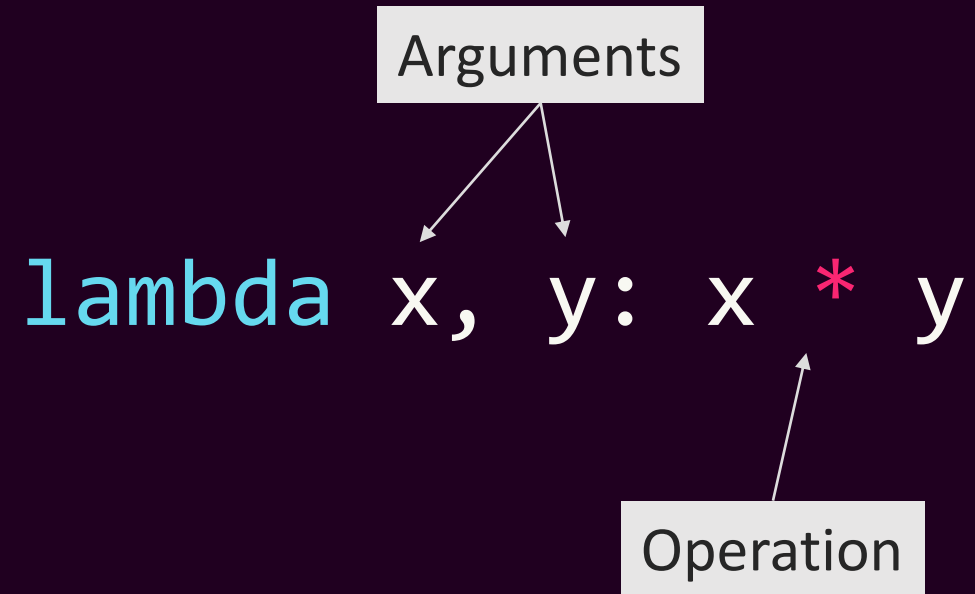 Arguments
lambda x, y: x * y
Operation